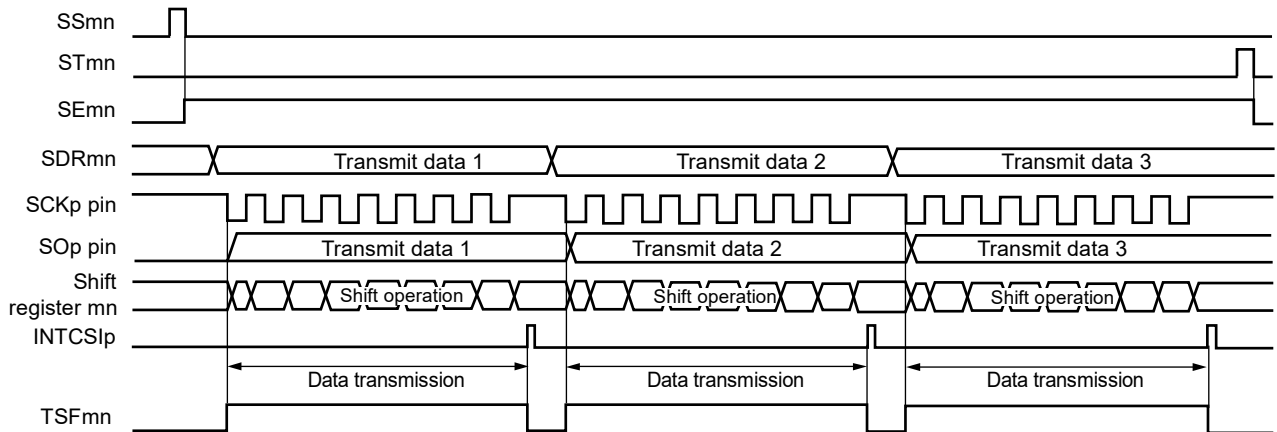 SSmn
STmn
SEmn
SDRmn Transmit data 1 Transmit data 2 Transmit data 3
SCKp pin
SOp pin Transmit data 1 Transmit data 2 Transmit data 3
Shift
register mn Shift operation Shift operation Shift operation
INTCSIp
Data transmission Data transmission Data transmission
TSFmn